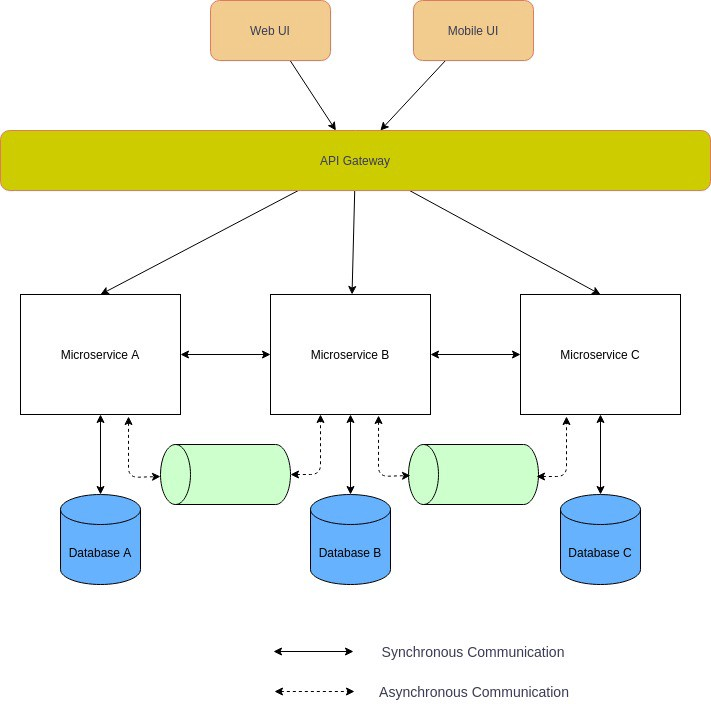 Web UI
Mobile UI
API Gateway
Microservice A
Microservice B
Microservice C
Database A
Database B
Database C
Synchronous Communication
Asynchronous Communication